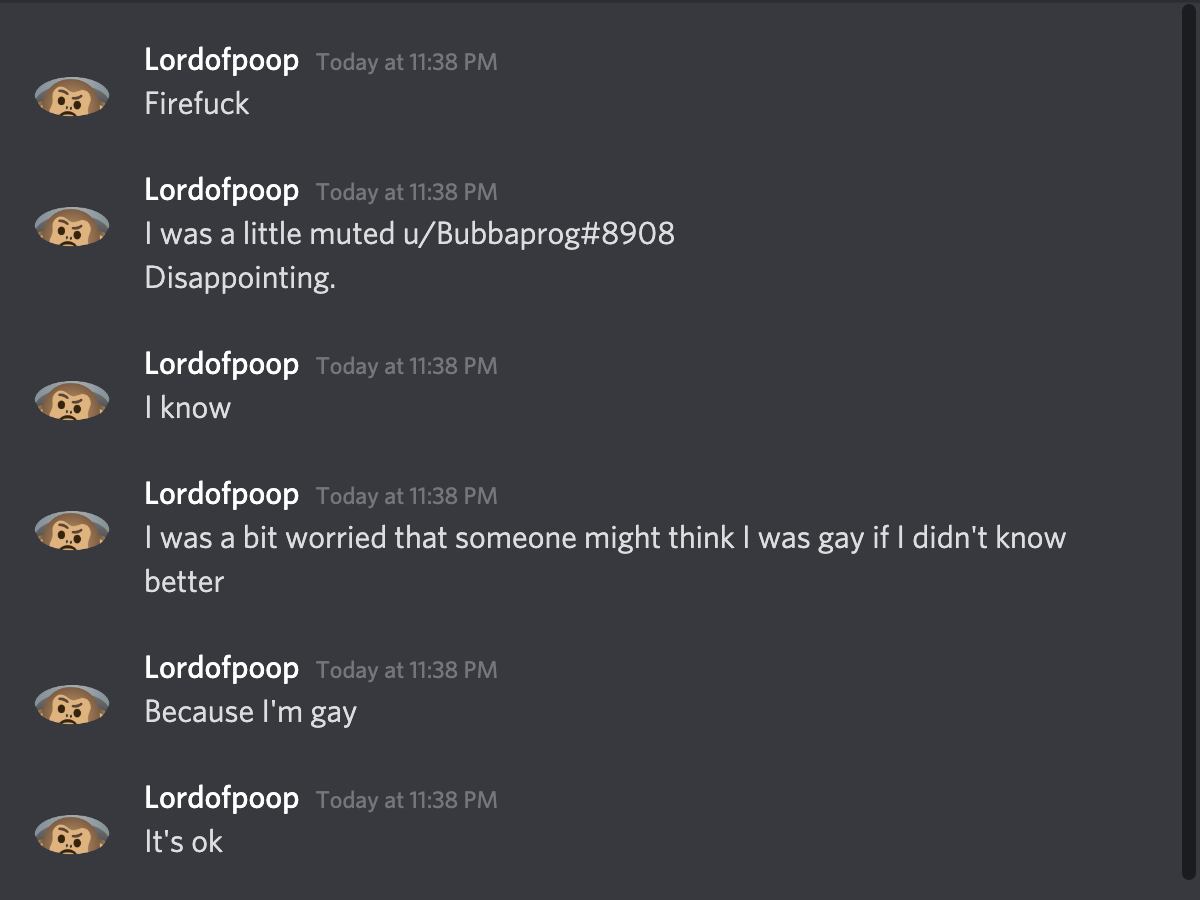 Lordofpoop Today at 11:38 PM
Firefuck
Lordofpoop Today at 11:38 PM
I was a little muted u/Bubbaprog#8908
Disappointing.
Lordofpoop Today at 11:38 PM
I know
Lordofpoop Today at 11:38 PM
I was a bit worried that someone might think I was gay if I didn't know
better
Lordofpoop Today at 11:38 PM
Because I'm gay
Lordofpoop Today at 11:38 PM
It's ok